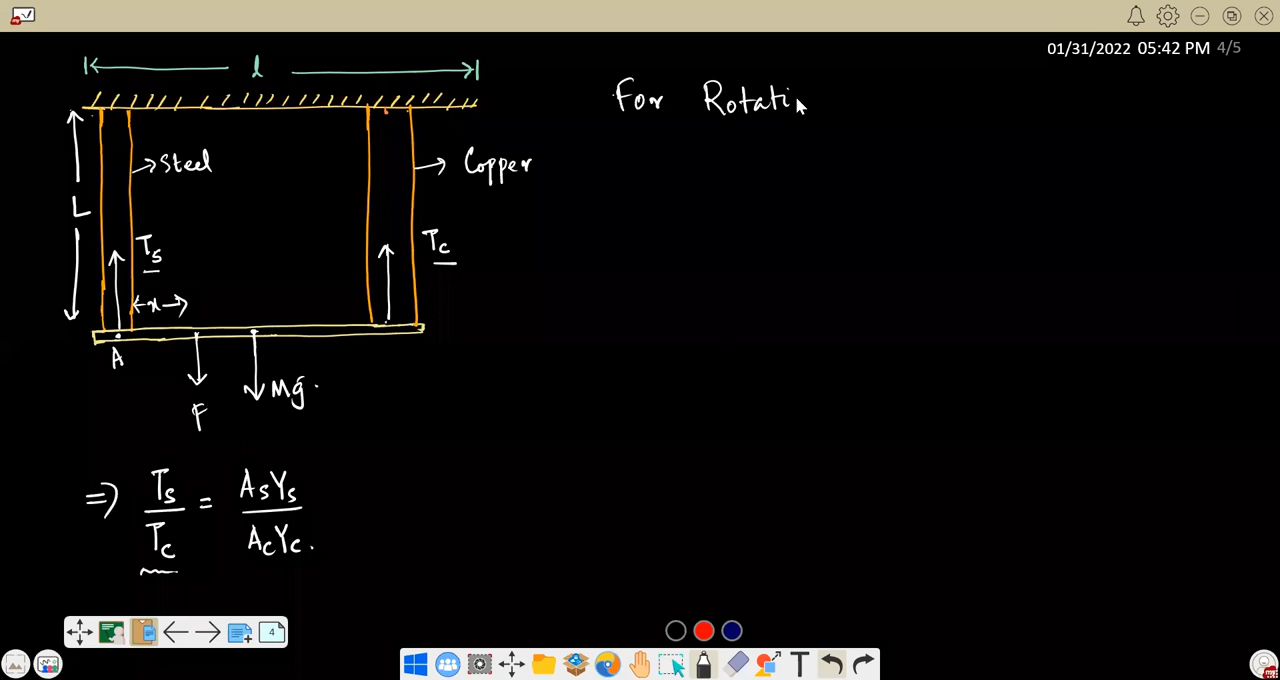 01/31/2022 05:42 PM 4/5
l
For Rotati
Steel
Copper
L
Ts
Tc
x
A
Mg.
F
⇒ Ts/Tc = AsYs/AcYc.
4